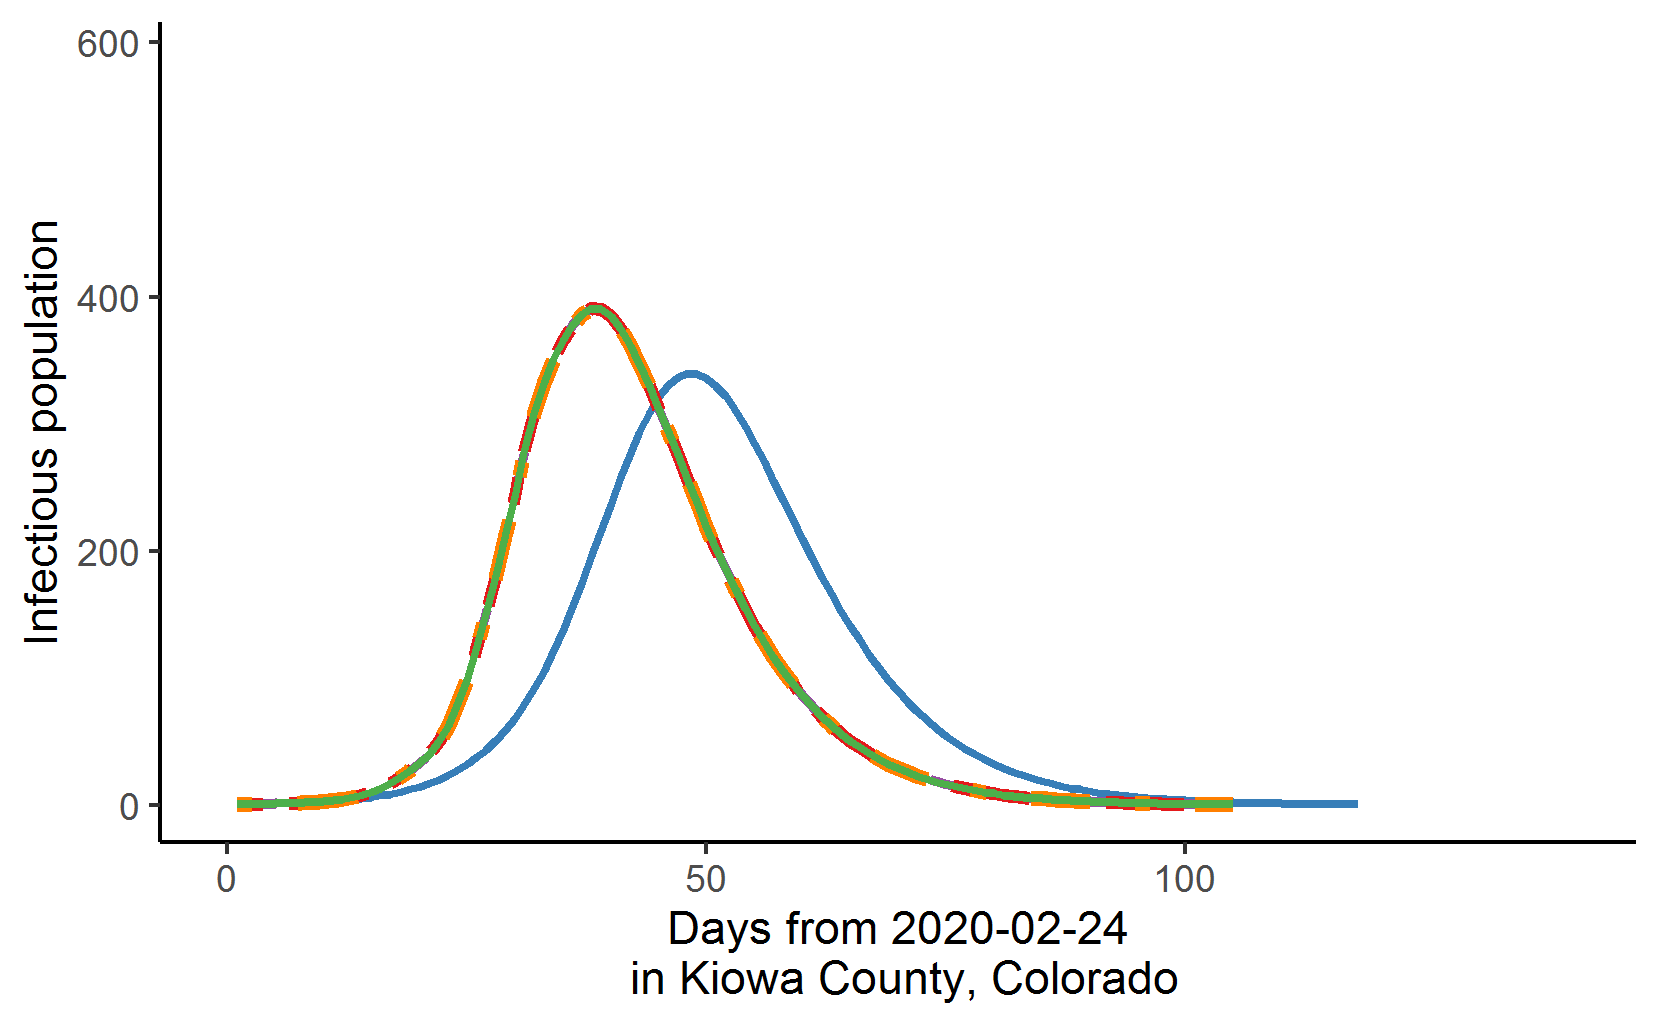 600
400
200
0
Infectious population
0 50 100
Days from 2020-02-24
in Kiowa County, Colorado